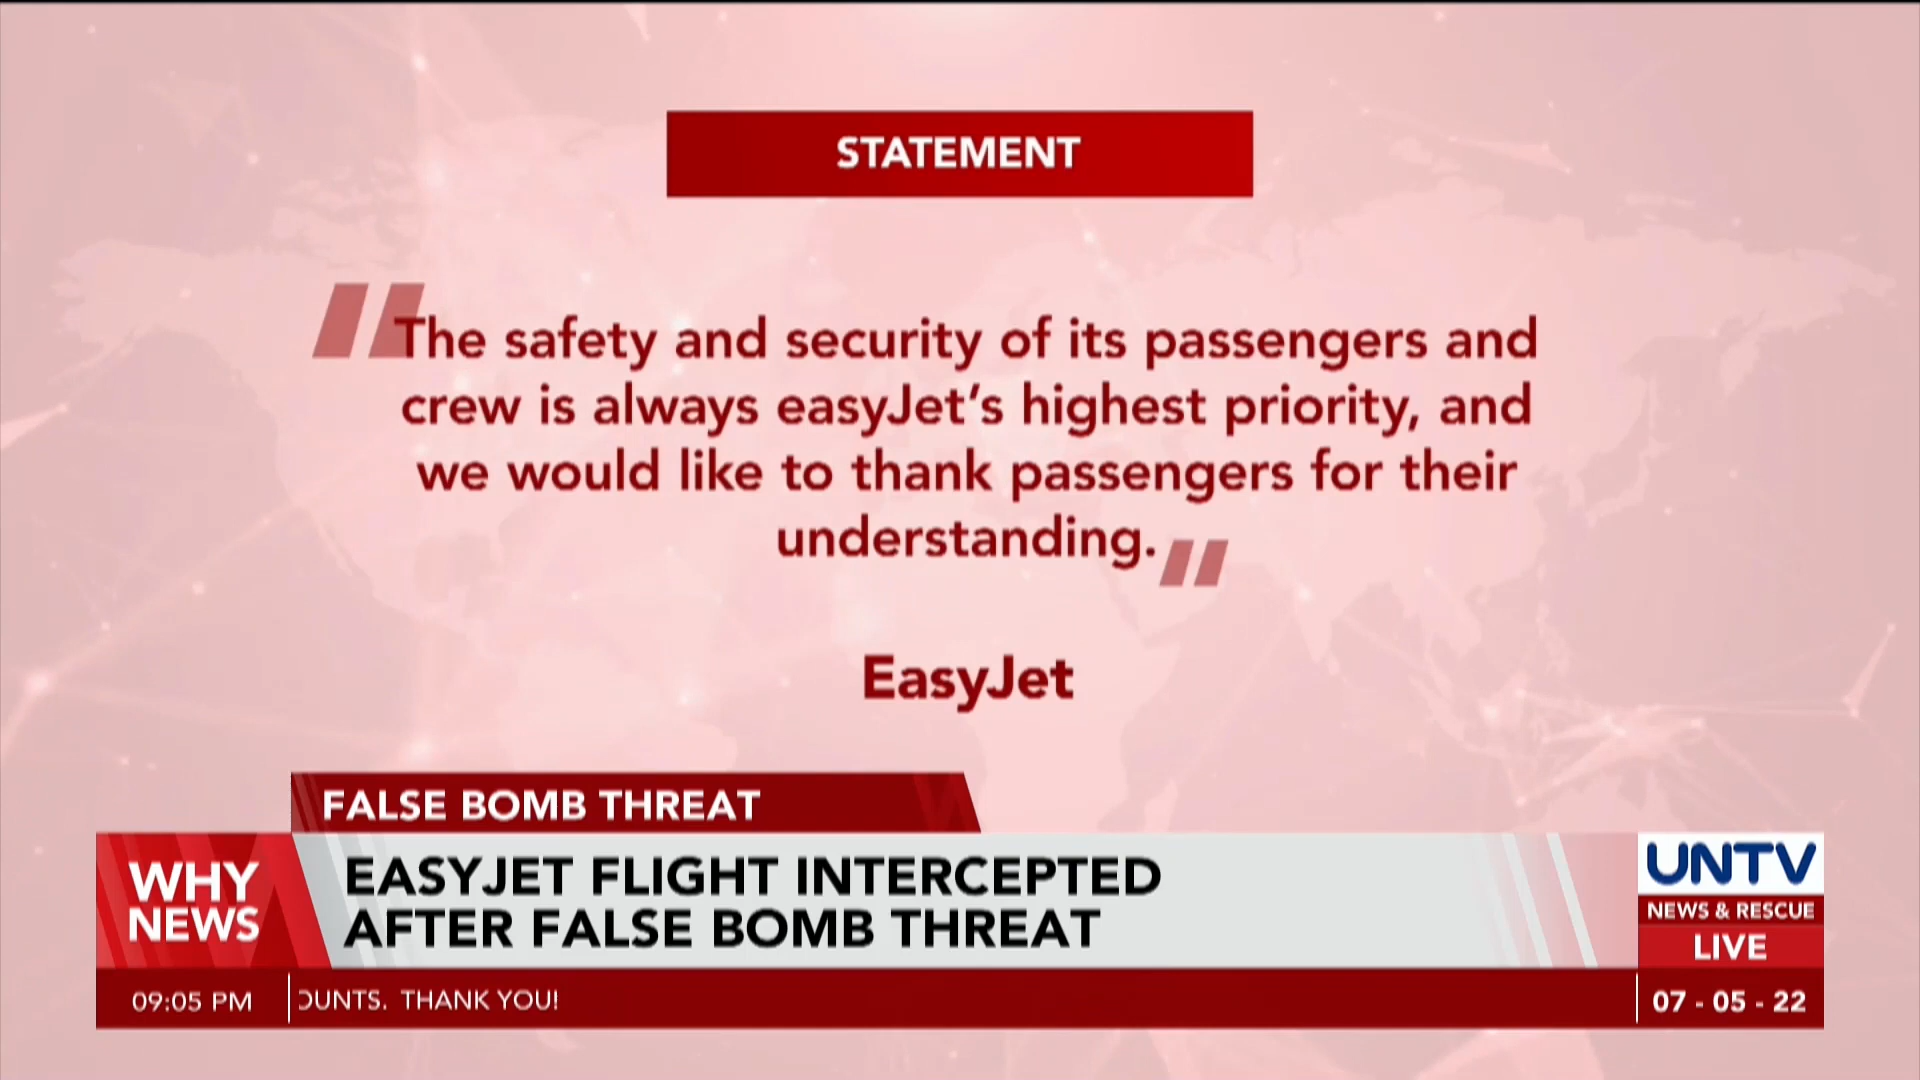 STATEMENT
"The safety and security of its passengers and
crew is always easyJet's highest priority, and
we would like to thank passengers for their
understanding."
EasyJet
FALSE BOMB THREAT
WHY
NEWS
EASYJET FLIGHT INTERCEPTED
AFTER FALSE BOMB THREAT
UNTV
NEWS & RESCUE
LIVE
09:05 PM
THANK YOU!
07 - 05 - 22